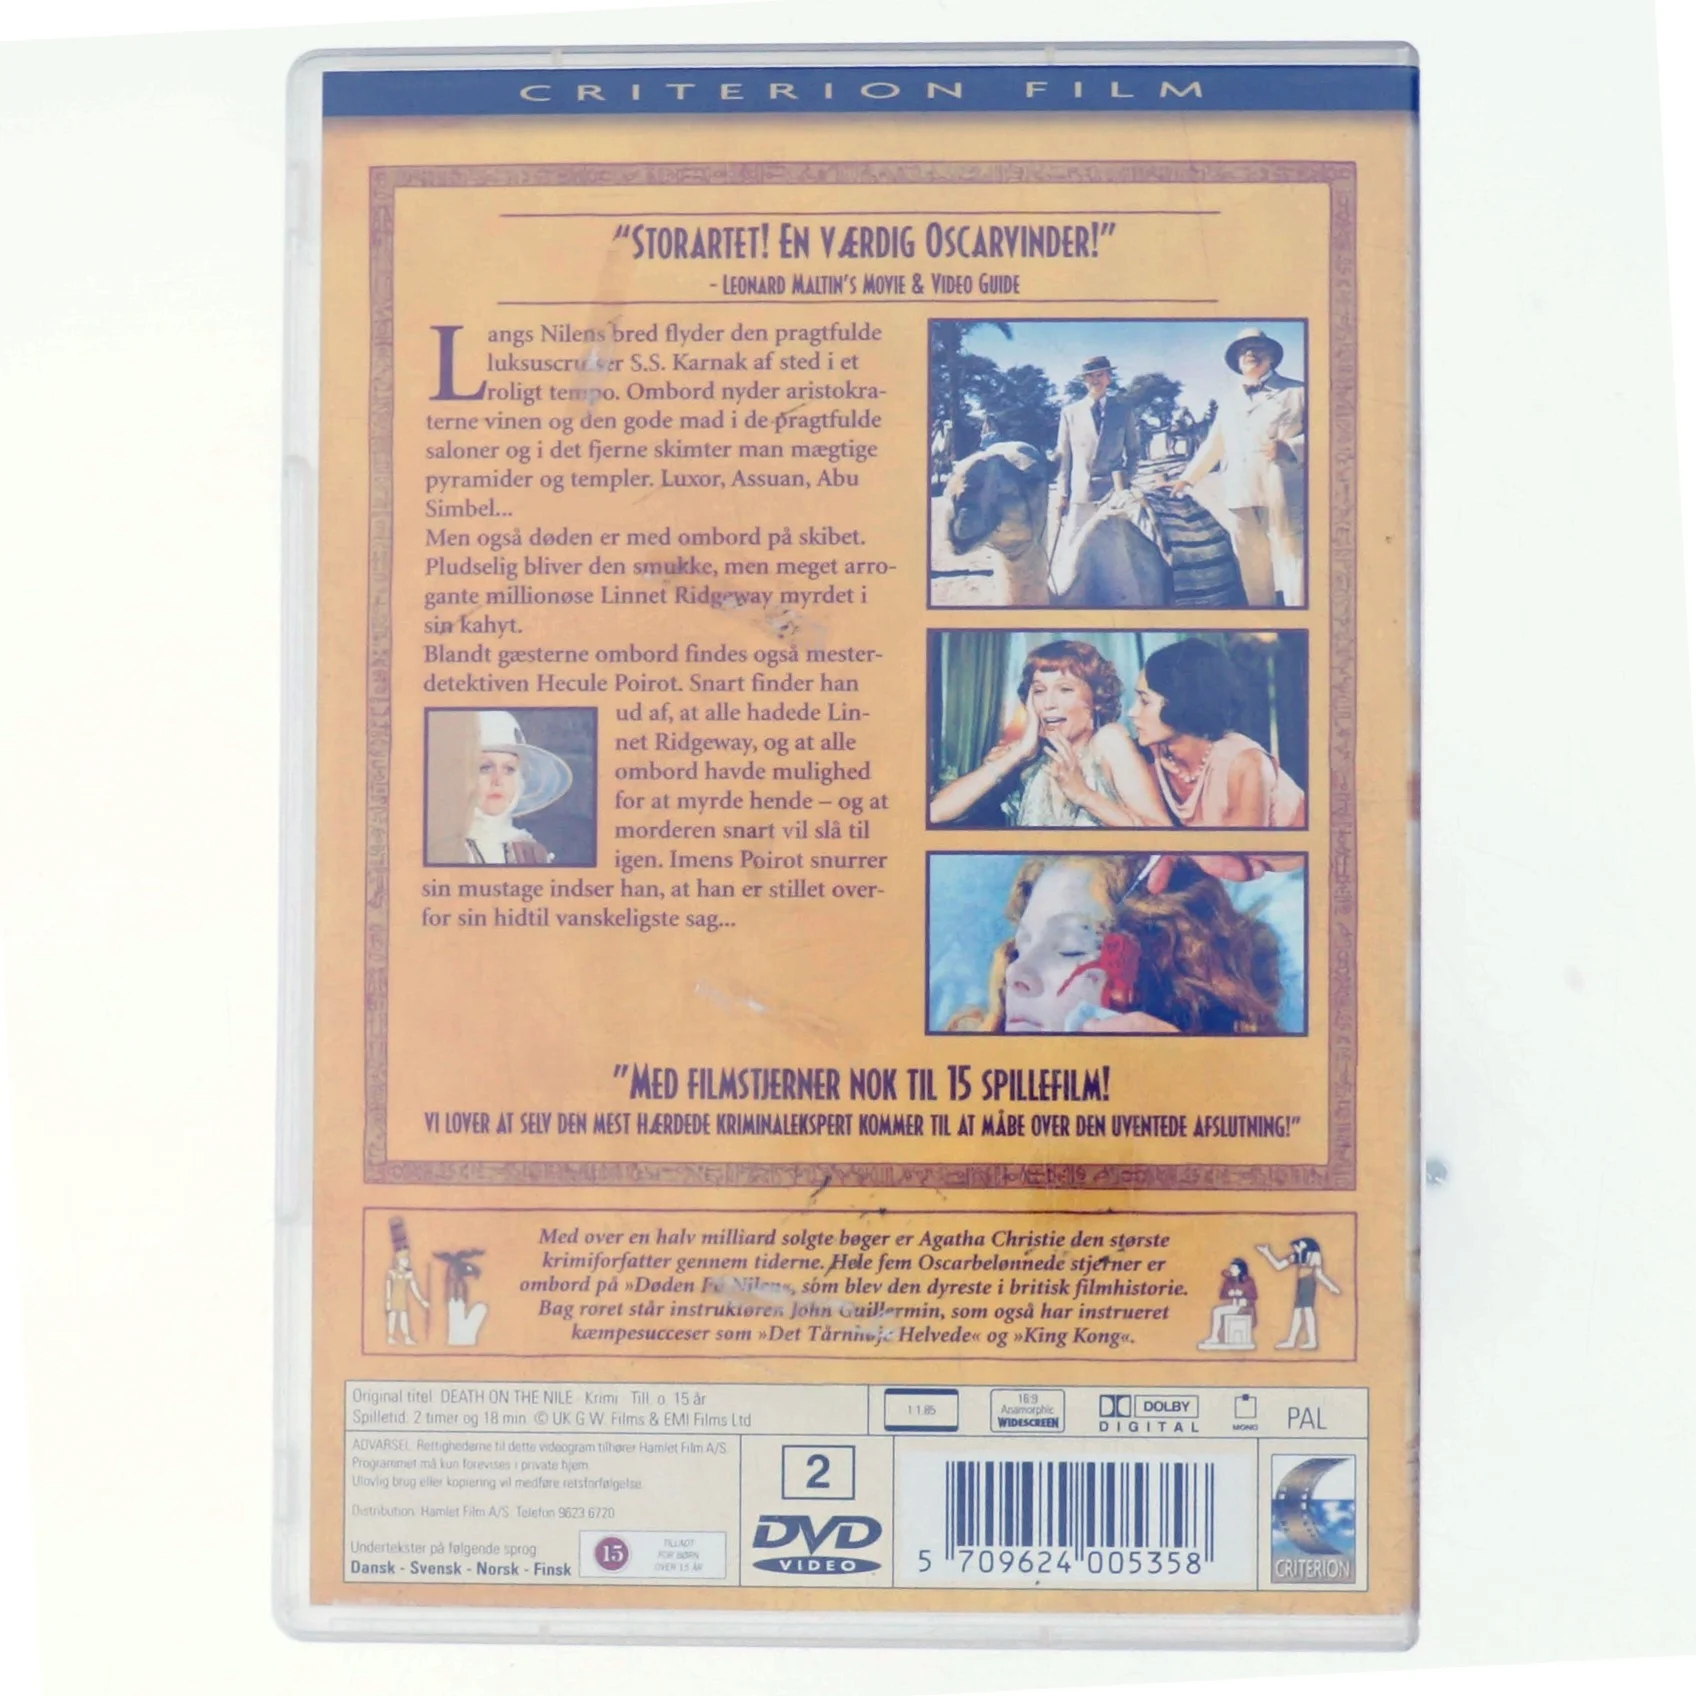 CRITERION FILM
"STORARTET! EN VÆRDIG OSCARVINDER!"
- LEONARD MALTIN'S MOVIE & VIDEO GUIDE
Langs Nilens bred flyder den pragtfulde
luksuscruiser S.S. Karnak af sted i et
roligt tempo. Ombord nyder aristokra-
terne vinen og den gode mad i de pragtfulde
saloner og i det fjerne skimter man mægtige
pyramider og templer. Luxor, Assuan, Abu
Simbel...
Men også døden er med ombord på skibet.
Pludselig bliver den smukke, men meget arro-
gante millionøse Linnet Ridgeway myrdet i
sin kahyt.
Blandt gæsterne ombord findes også mester-
detektiven Hecule Poirot. Snart finder han
ud af, at alle hadede Lin-
net Ridgeway, og at alle
ombord havde mulighed
for at myrde hende – og at
morderen snart vil slå til
igen. Imens Poirot snurrer
sin mustage indser han, at han er stillet over-
for sin hidtil vanskeligste sag...
"MED FILMSTJERNER NOK TIL 15 SPILLEFILM!
VI LOVER AT SELV DEN MEST HÆRDEDE KRIMINALEKSPERT KOMMER TIL AT MÅBE OVER DEN UVENTEDE AFSLUTNING!"
Med over en halv milliard solgte bøger er Agatha Christie den største
krimiforfatter gennem tiderne. Hele fem Oscarbelønnede stjerner er
ombord på »Døden På Nilen«, som blev den dyreste i britisk filmhistorie.
Bag roret står instruktøren John Guillermin, som også har instrueret
kæmpesucceser som »Det Tårnhøje Helvede« og »King Kong«.
Original titel: DEATH ON THE NILE Krimi Till. o. 15 år
Spilletid: 2 timer og 18 min. © UK G.W. Films & EMI Films Ltd
1:1.85
16:9
Anamorphic
WIDESCREEN
DOLBY
DIGITAL
MONO
PAL
ADVARSEL: Rettighederne til dette videogram tilhører Hamlet Film A/S.
Programmet må kun forevises i private hjem.
Ulovlig brug eller kopiering vil medføre retsforfølgelse.
Distribution: Hamlet Film A/S. Telefon 9623 6720
Undertekster på følgende sprog:
Dansk - Svensk - Norsk - Finsk
15
TILLADT
FOR BØRN
OVER 15 ÅR
2
DVD
VIDEO
5 709624 005358
CRITERION